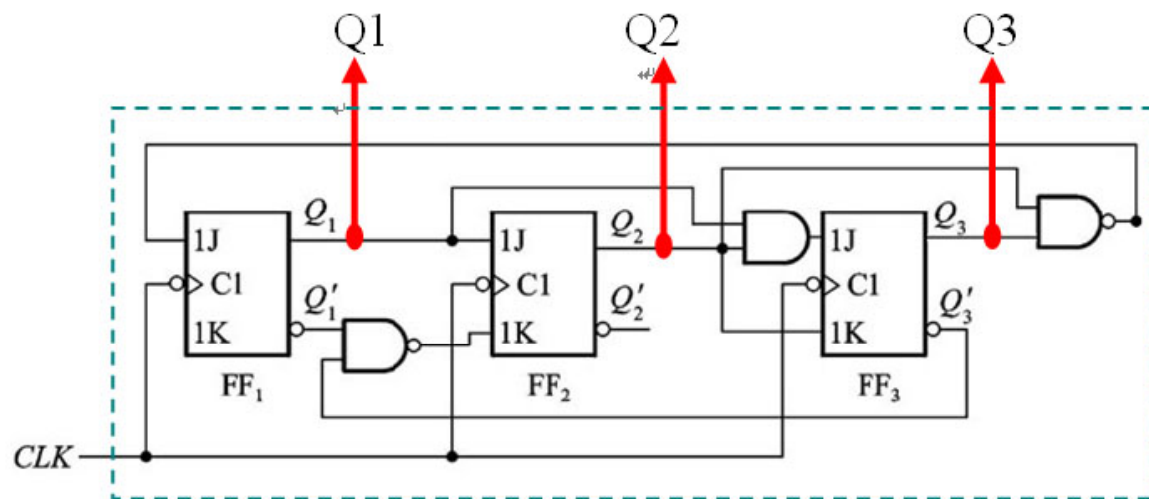 Q1 Q2 Q3
Q₁ Q₂ Q₃
1J 1J 1J
C1 C1 C1
Q₁′ Q₂′ Q₃′
1K 1K 1K
FF₁ FF₂ FF₃
CLK